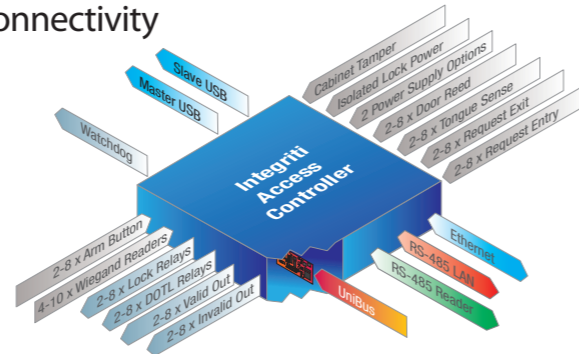 onnectivity
Slave USB
Master USB
Watchdog
Cabinet Tamper
Isolated Lock Power
2 Power Supply Options
2-8 x Door Reed
2-8 x Tongue Sense
2-8 x Request Exit
2-8 x Request Entry
Integriti
Access
Controller
2-8 x Arm Button
4-10 x Wiegand Readers
2-8 x Lock Relays
2-8 x DOTL Relays
2-8 x Valid Out
2-8 x Invalid Out
Ethernet
RS-485 LAN
RS-485 Reader
UniBus